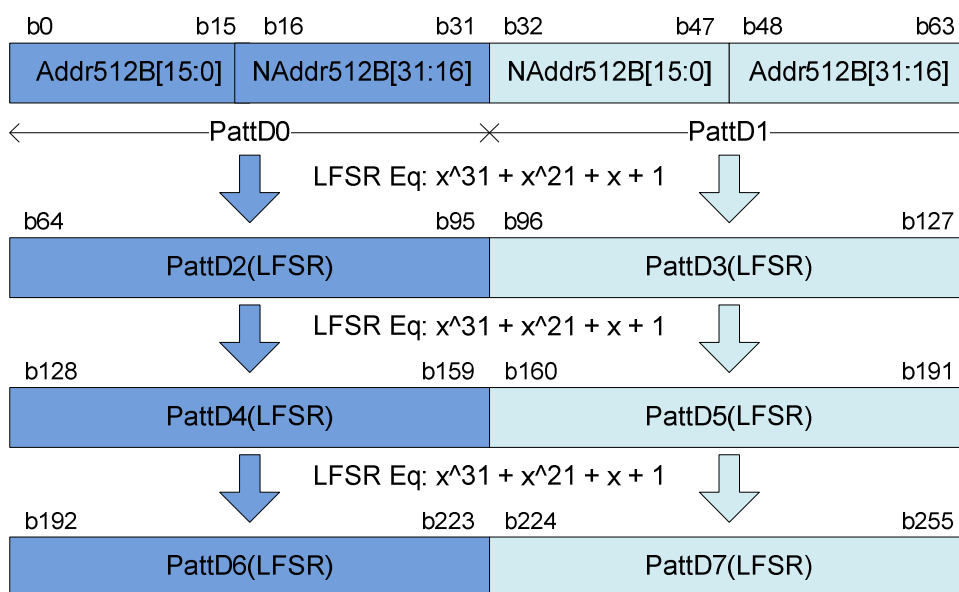 b0 b15 b16 b31 b32 b47 b48 b63
Addr512B[15:0] NAddr512B[31:16] NAddr512B[15:0] Addr512B[31:16]
PattD0 PattD1
LFSR Eq: x^31 + x^21 + x + 1
b64 b95 b96 b127
PattD2(LFSR) PattD3(LFSR)
LFSR Eq: x^31 + x^21 + x + 1
b128 b159 b160 b191
PattD4(LFSR) PattD5(LFSR)
LFSR Eq: x^31 + x^21 + x + 1
b192 b223 b224 b255
PattD6(LFSR) PattD7(LFSR)